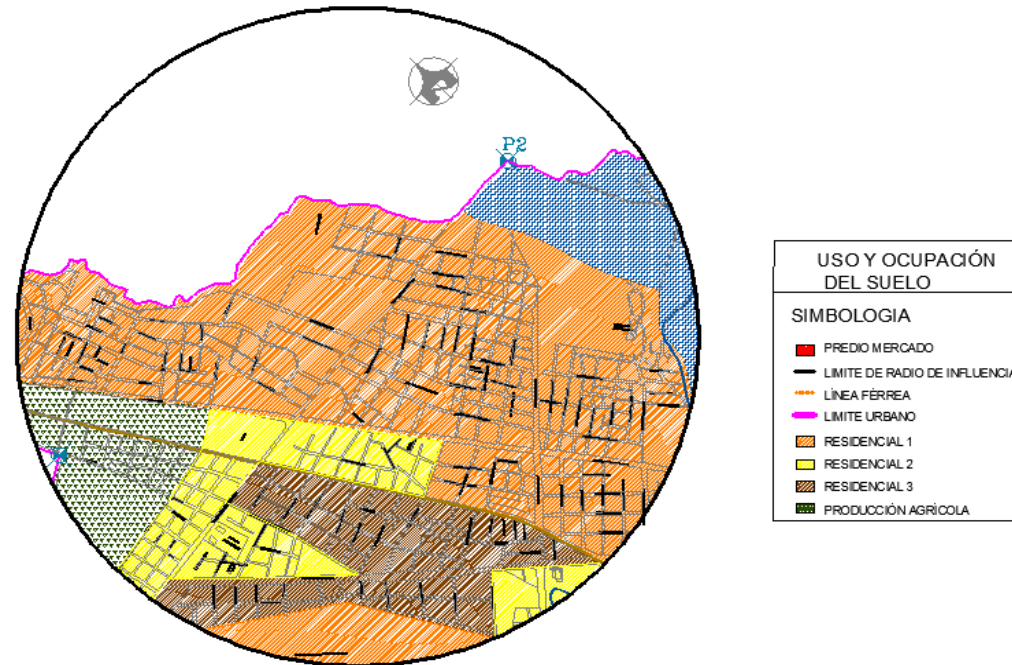 P2
USO Y OCUPACIÓN
DEL SUELO
SIMBOLOGIA
PREDIO MERCADO
LIMITE DE RADIO DE INFLUENCIA
LÍNEA FÉRREA
LIMITE URBANO
RESIDENCIAL 1
RESIDENCIAL 2
RESIDENCIAL 3
PRODUCCIÓN AGRÍCOLA